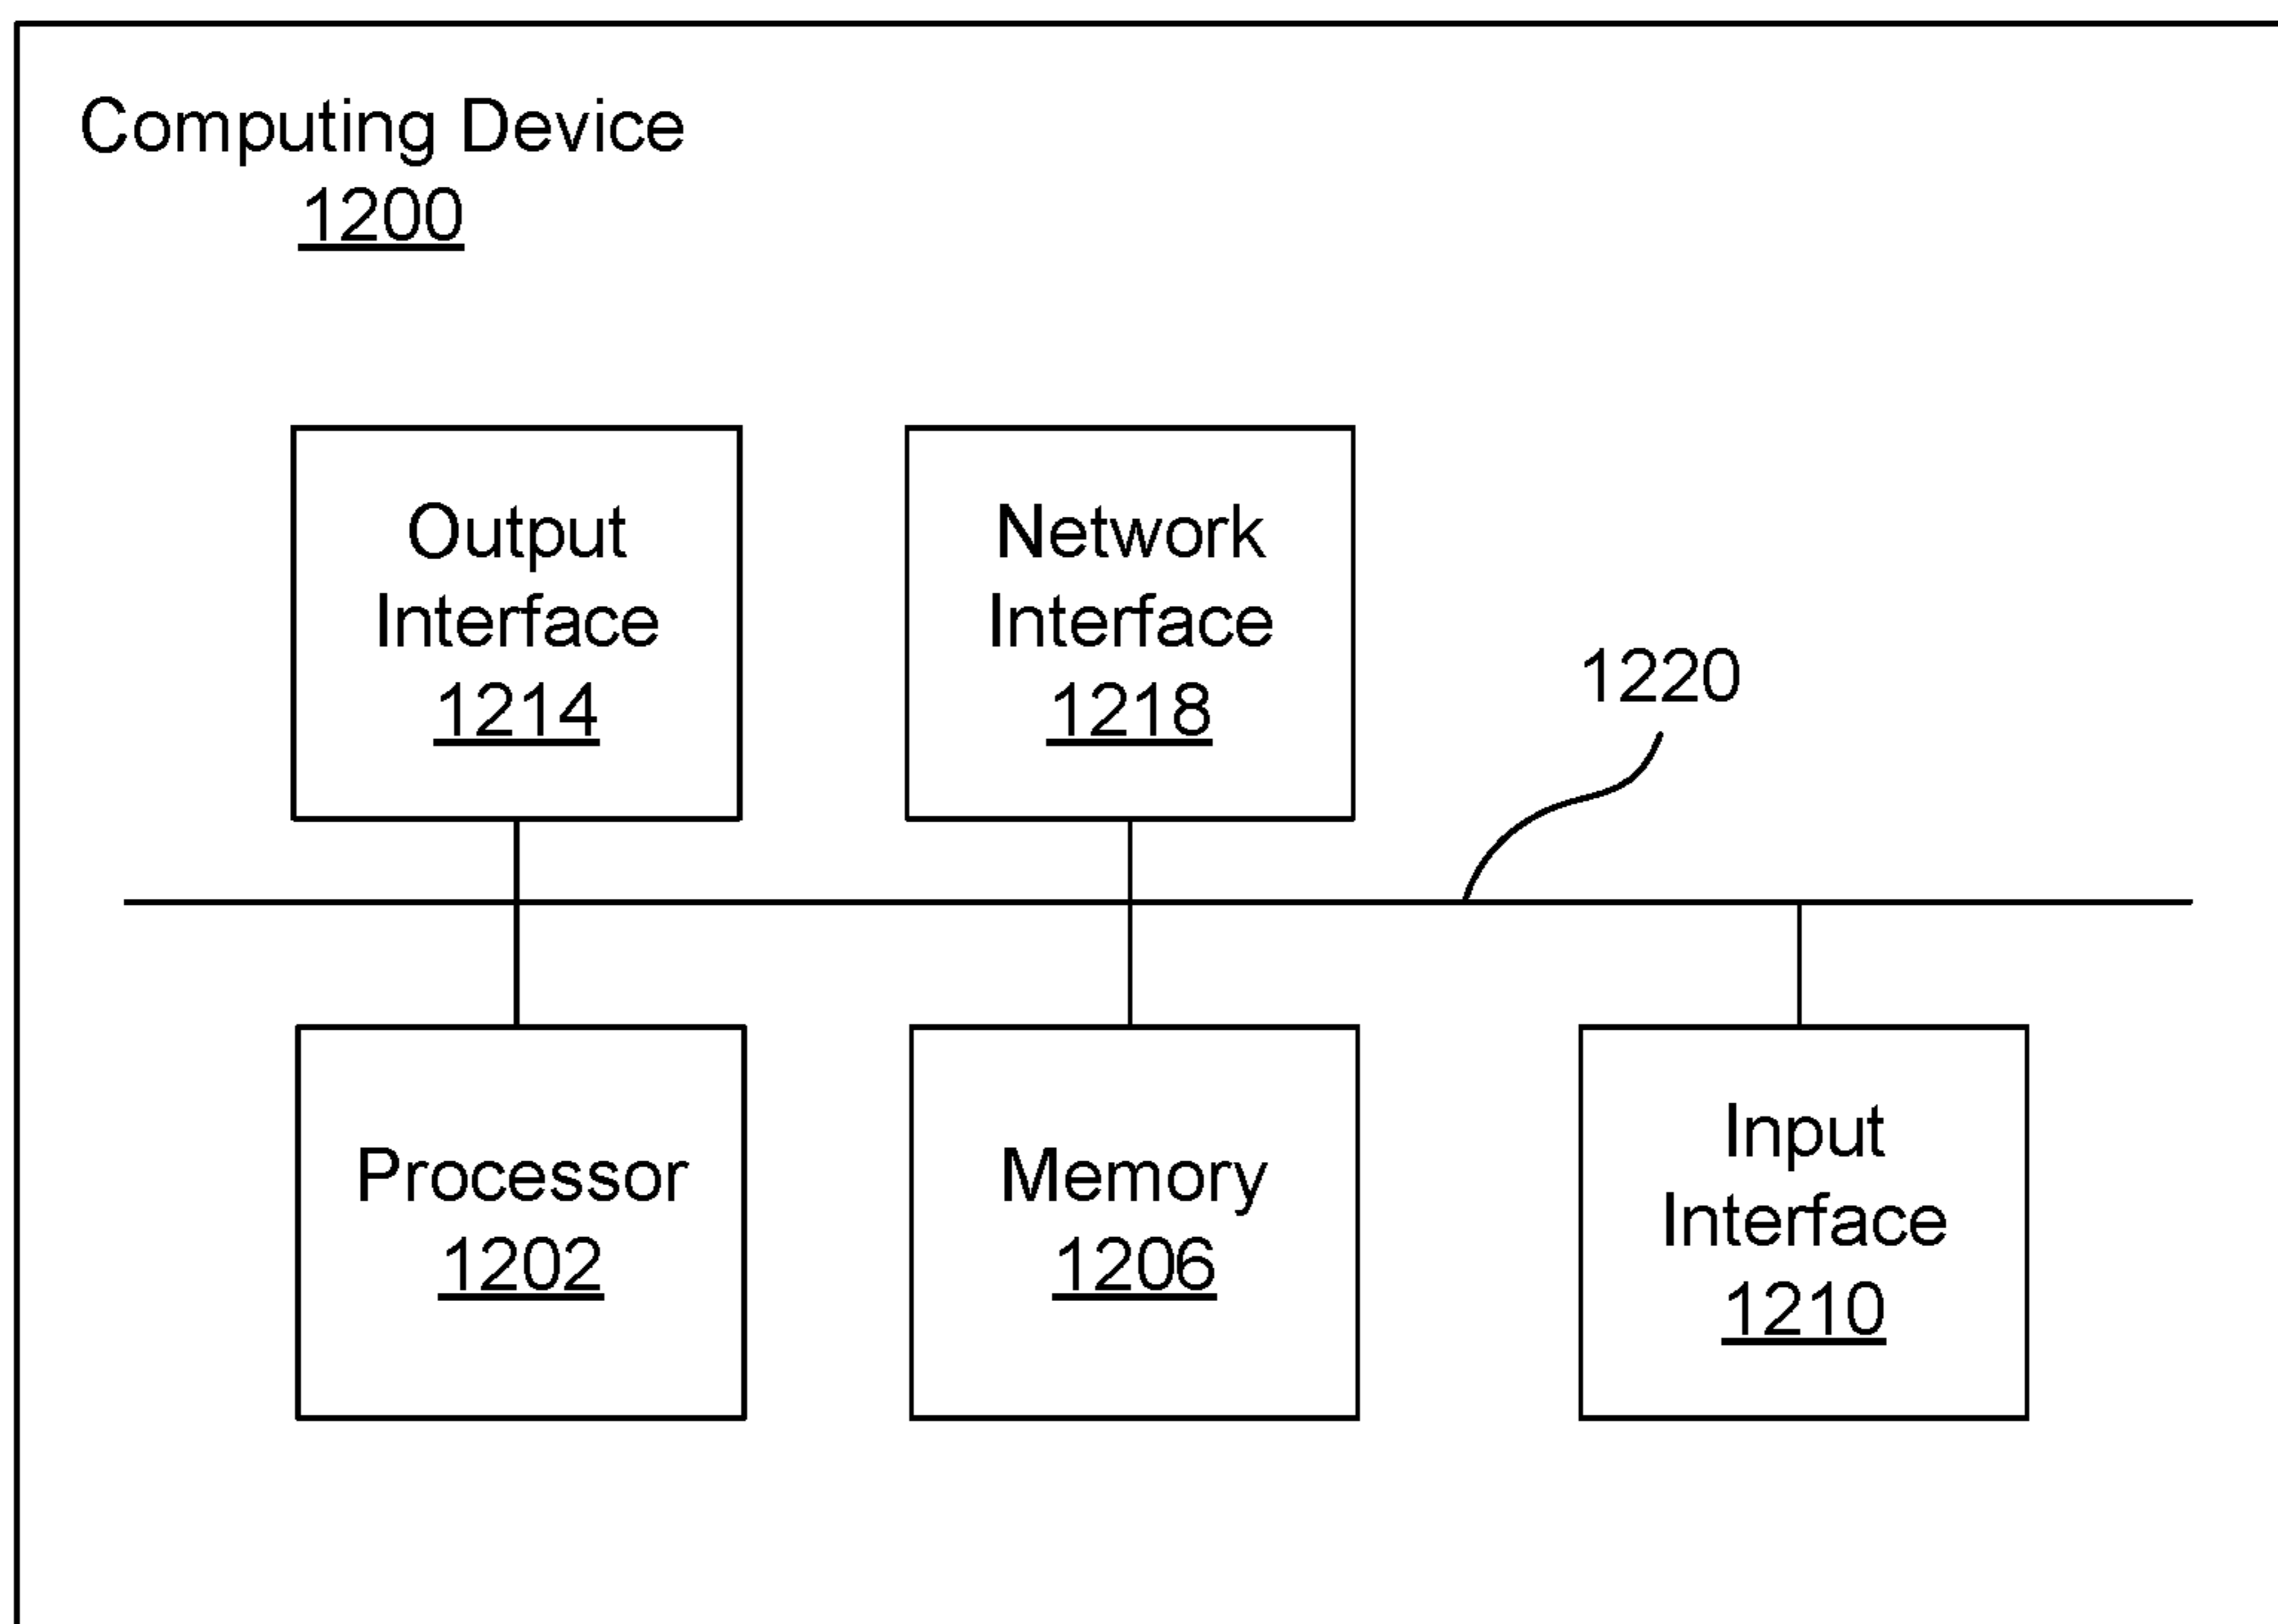 Computing Device
1200
Output
Interface
1214
Network
Interface
1218
1220
Processor
1202
Memory
1206
Input
Interface
1210